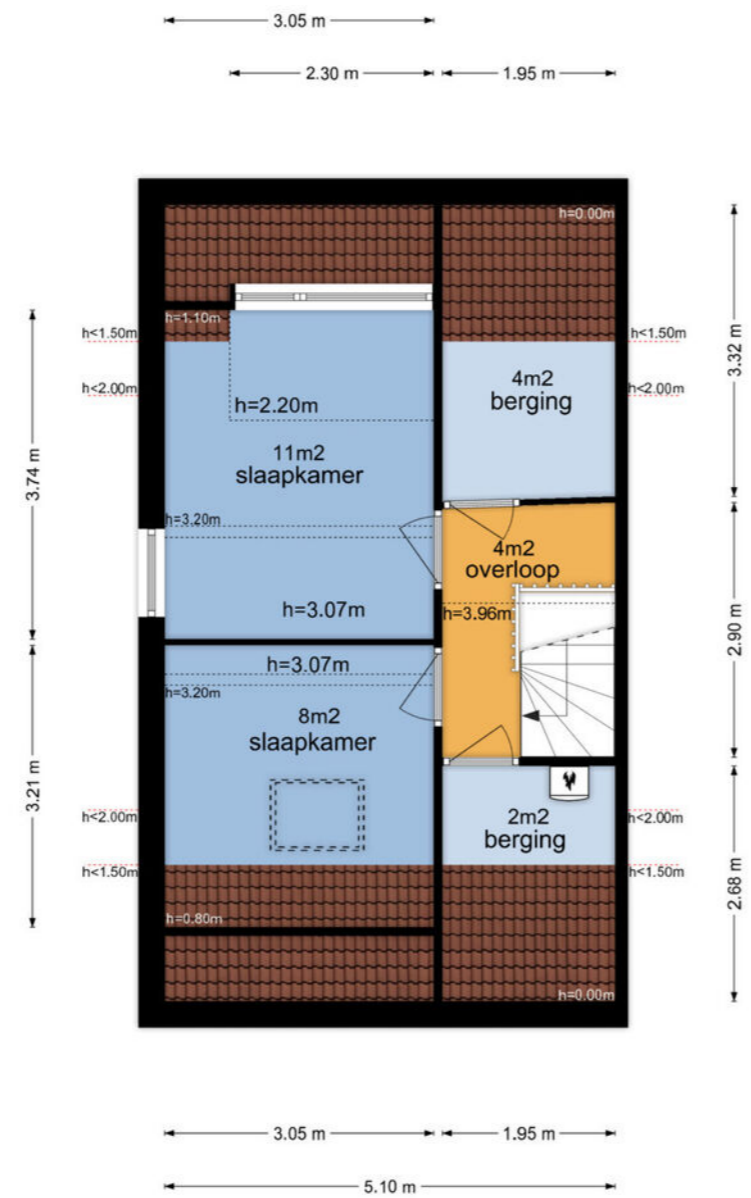 3.05 m
2.30 m
1.95 m
h=0.00m
h=1.10m
h<1.50m
h<1.50m
3.32 m
h<2.00m
h<2.00m
4m2
berging
h=2.20m
11m2
slaapkamer
3.74 m
h=3.20m
4m2
overloop
h=3.07m
h=3.96m
2.90 m
h=3.07m
h=3.20m
8m2
slaapkamer
3.21 m
h<2.00m
h<2.00m
2m2
berging
h<1.50m
h<1.50m
2.68 m
h=0.80m
h=0.00m
3.05 m
1.95 m
5.10 m